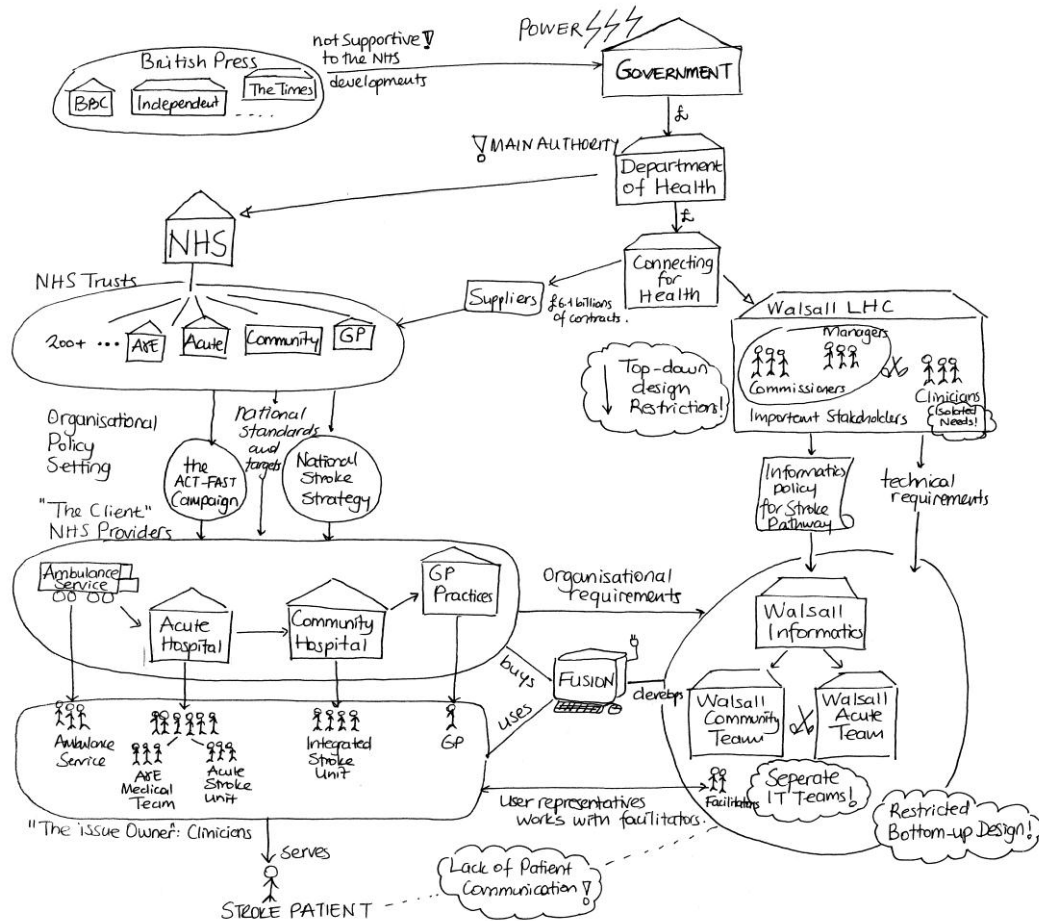 POWER
British Press
BBC
Independent
The Times
.....
not Supportive !
to the NHS
developments
GOVERNMENT
£
! MAIN AUTHORITY
Department
of Health
£
NHS
Connecting
for
Health
NHS Trusts
Suppliers
£6.1 billions
of contracts.
200+ ...
A&E
Acute
Community
GP
Walsall LHC
Managers
Commissioners
Clinicians
Important Stakeholders
Isolated
Needs!
Top-down
design
Restriction!
Organisational
Policy
Setting
the
ACT-FAST
Campaign
national
Standards
and
targets
National
Stroke
Strategy
Informatics
policy
for Stroke
Pathway
technical
requirements
"The Client"
NHS Providers
Ambulance
Service
Acute
Hospital
Community
Hospital
GP
Practices
Organisational
requirements
Walsall
Informatics
buys
FUSION
develops
uses
Walsall
Community
Team
Walsall
Acute
Team
Ambulance
Service
A&E
Medical
Team
Acute
Stroke
Unit
Integrated
Stroke
Unit
GP
Facilitators
Seperate
IT Teams!
User representatives
works with facilitators.
Restricted
Bottom-up Design!
"The issue Owner": Clinicians
serves
Lack of Patient
Communication !
STROKE PATIENT